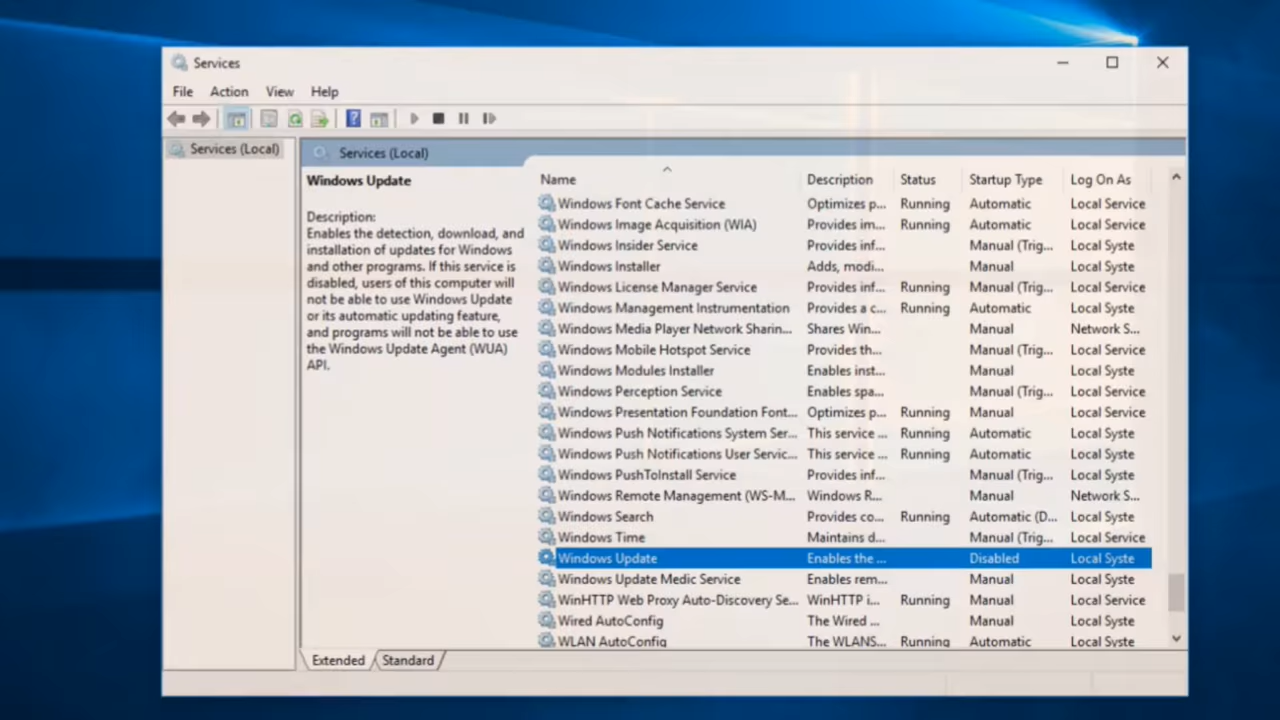 Services
File Action View Help
Services (Local)
Services (Local)
Windows Update
Description:
Enables the detection, download, and
installation of updates for Windows
and other programs. If this service is
disabled, users of this computer will
not be able to use Windows Update
or its automatic updating feature,
and programs will not be able to use
the Windows Update Agent (WUA)
API.
Name Description Status Startup Type Log On As
Windows Font Cache Service Optimizes p... Running Automatic Local Service
Windows Image Acquisition (WIA) Provides im... Running Automatic Local Service
Windows Insider Service Provides inf... Manual (Trig... Local Syste
Windows Installer Adds, modi... Manual Local Syste
Windows License Manager Service Provides inf... Running Manual (Trig... Local Service
Windows Management Instrumentation Provides a c... Running Automatic Local Syste
Windows Media Player Network Sharin... Shares Win... Manual Network S...
Windows Mobile Hotspot Service Provides th... Manual (Trig... Local Service
Windows Modules Installer Enables inst... Manual Local Syste
Windows Perception Service Enables spa... Manual (Trig... Local Service
Windows Presentation Foundation Font... Optimizes p... Running Manual Local Service
Windows Push Notifications System Ser... This service ... Running Automatic Local Syste
Windows Push Notifications User Servic... This service ... Running Automatic Local Syste
Windows PushToInstall Service Provides inf... Manual (Trig... Local Syste
Windows Remote Management (WS-M... Windows R... Manual Network S...
Windows Search Provides co... Running Automatic (D... Local Syste
Windows Time Maintains d... Manual (Trig... Local Service
Windows Update Enables the ... Disabled Local Syste
Windows Update Medic Service Enables rem... Manual Local Syste
WinHTTP Web Proxy Auto-Discovery Se... WinHTTP i... Running Manual Local Service
Wired AutoConfig The Wired ... Manual Local Syste
WLAN AutoConfig The WLANS... Running Automatic Local Syste
Extended Standard